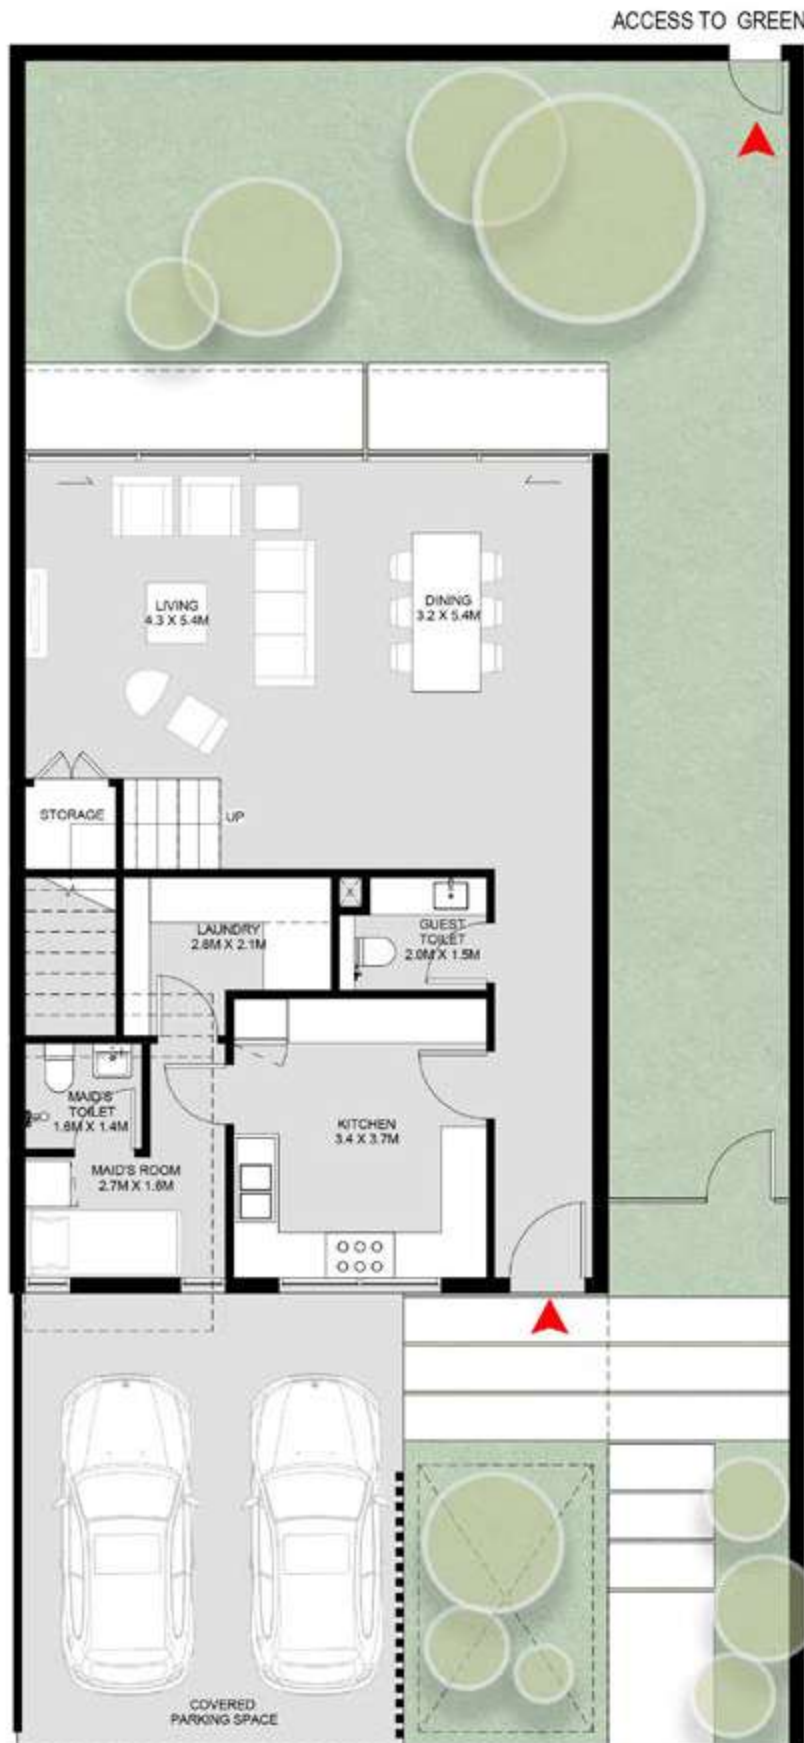 ACCESS TO GREEN
LIVING
4.3 X 5.4M
DINING
3.2 X 5.4M
STORAGE
UP
X
LAUNDRY
2.6M X 2.1M
GUEST
TOILET
2.0M X 1.5M
MAID'S
TOILET
1.6M X 1.4M
KITCHEN
3.4 X 3.7M
MAID'S ROOM
2.7M X 1.6M
COVERED
PARKING SPACE